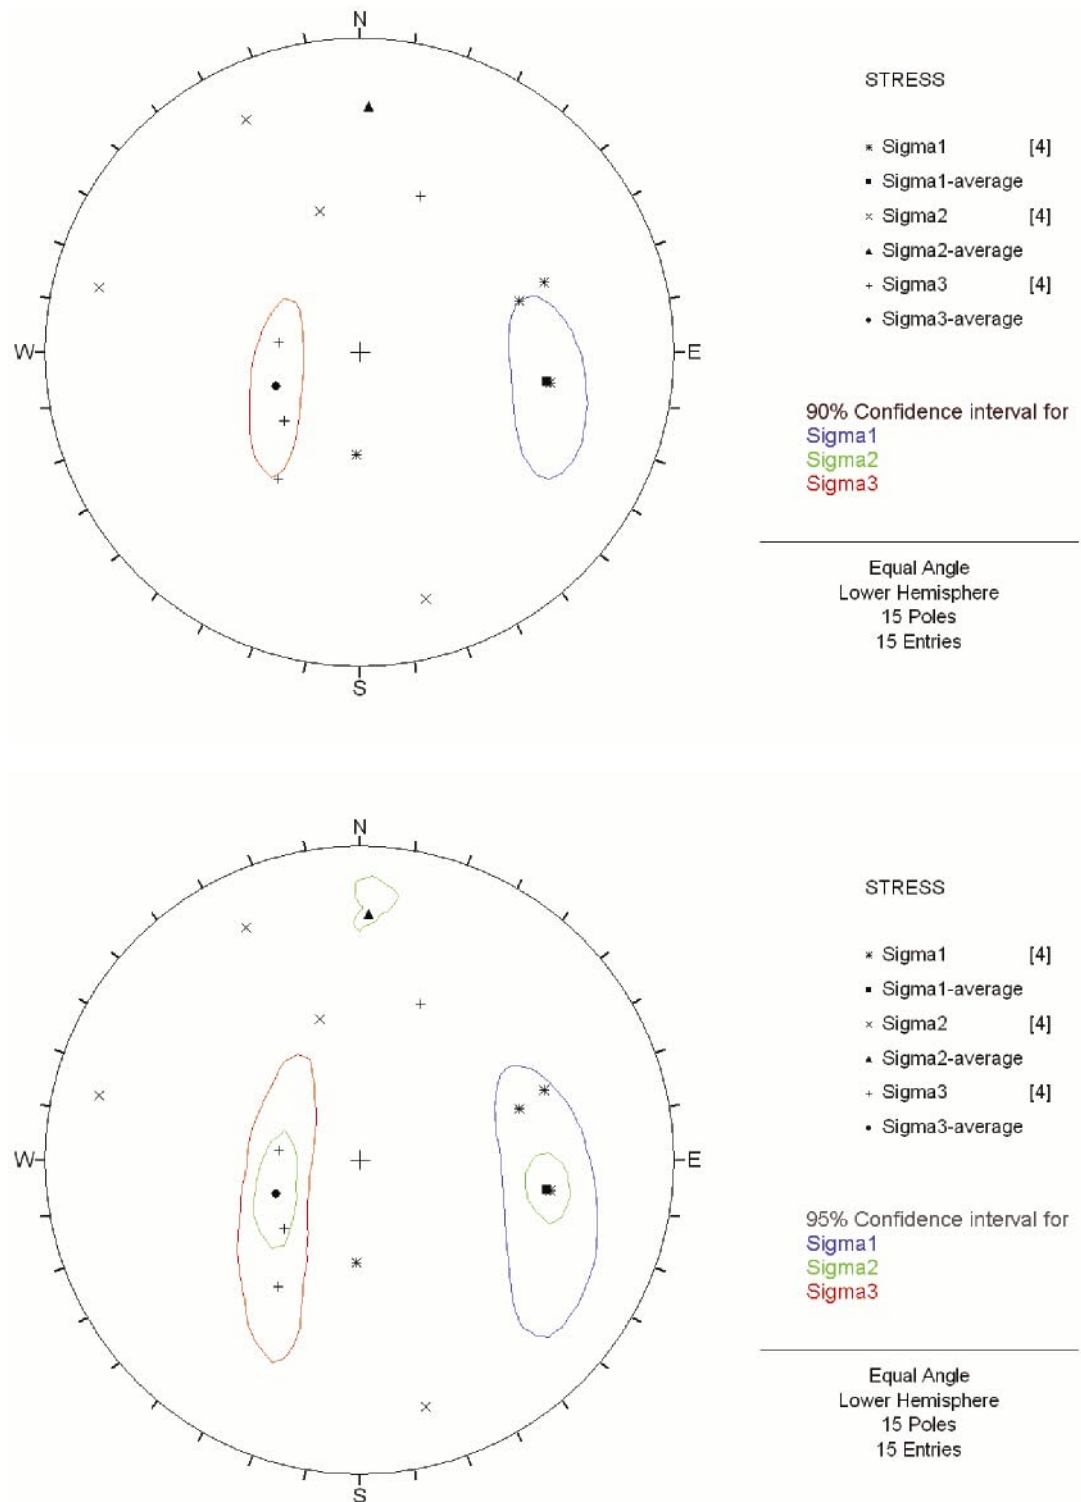 N
W
E
S
STRESS
* Sigma1 [4]
■ Sigma1-average
× Sigma2 [4]
▲ Sigma2-average
+ Sigma3 [4]
● Sigma3-average
90% Confidence interval for
Sigma1
Sigma2
Sigma3
Equal Angle
Lower Hemisphere
15 Poles
15 Entries
N
W
E
S
STRESS
* Sigma1 [4]
■ Sigma1-average
× Sigma2 [4]
▲ Sigma2-average
+ Sigma3 [4]
● Sigma3-average
95% Confidence interval for
Sigma1
Sigma2
Sigma3
Equal Angle
Lower Hemisphere
15 Poles
15 Entries